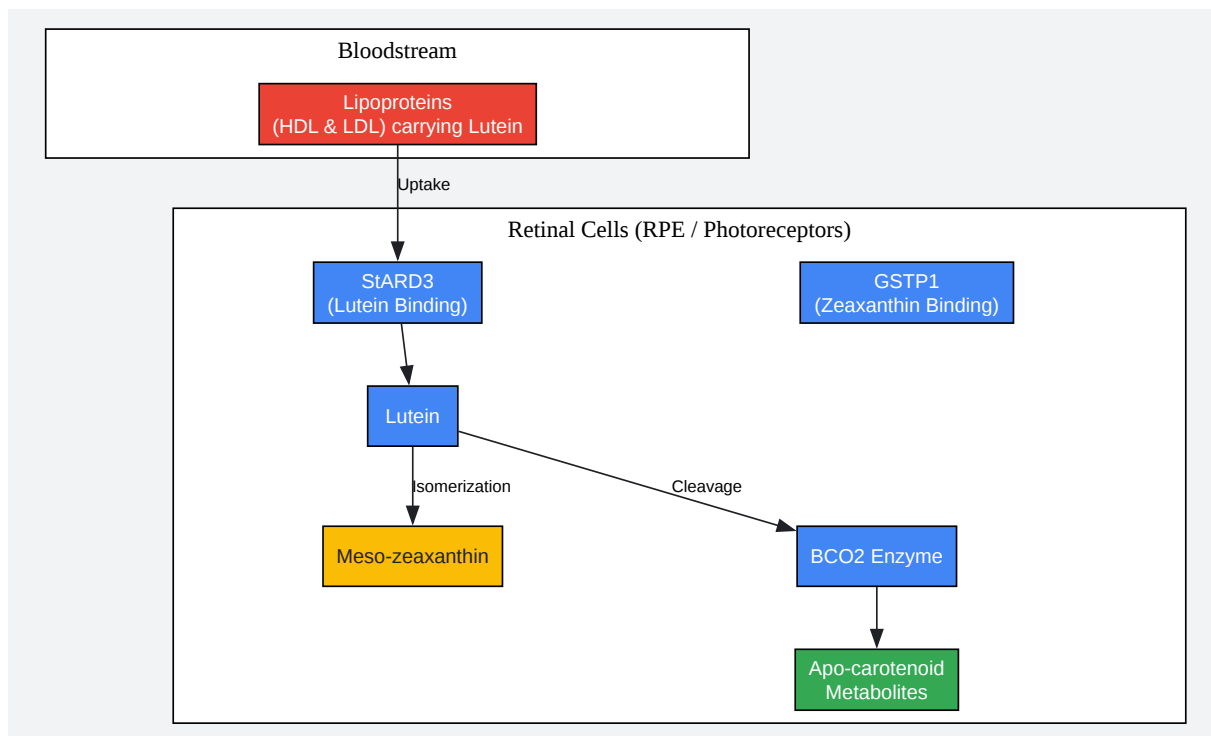 Bloodstream
Lipoproteins
(HDL & LDL) carrying Lutein
Uptake
Retinal Cells (RPE / Photoreceptors)
StARD3
(Lutein Binding)
GSTP1
(Zeaxanthin Binding)
Lutein
Isomerization
Cleavage
Meso-zeaxanthin
BCO2 Enzyme
Apo-carotenoid
Metabolites